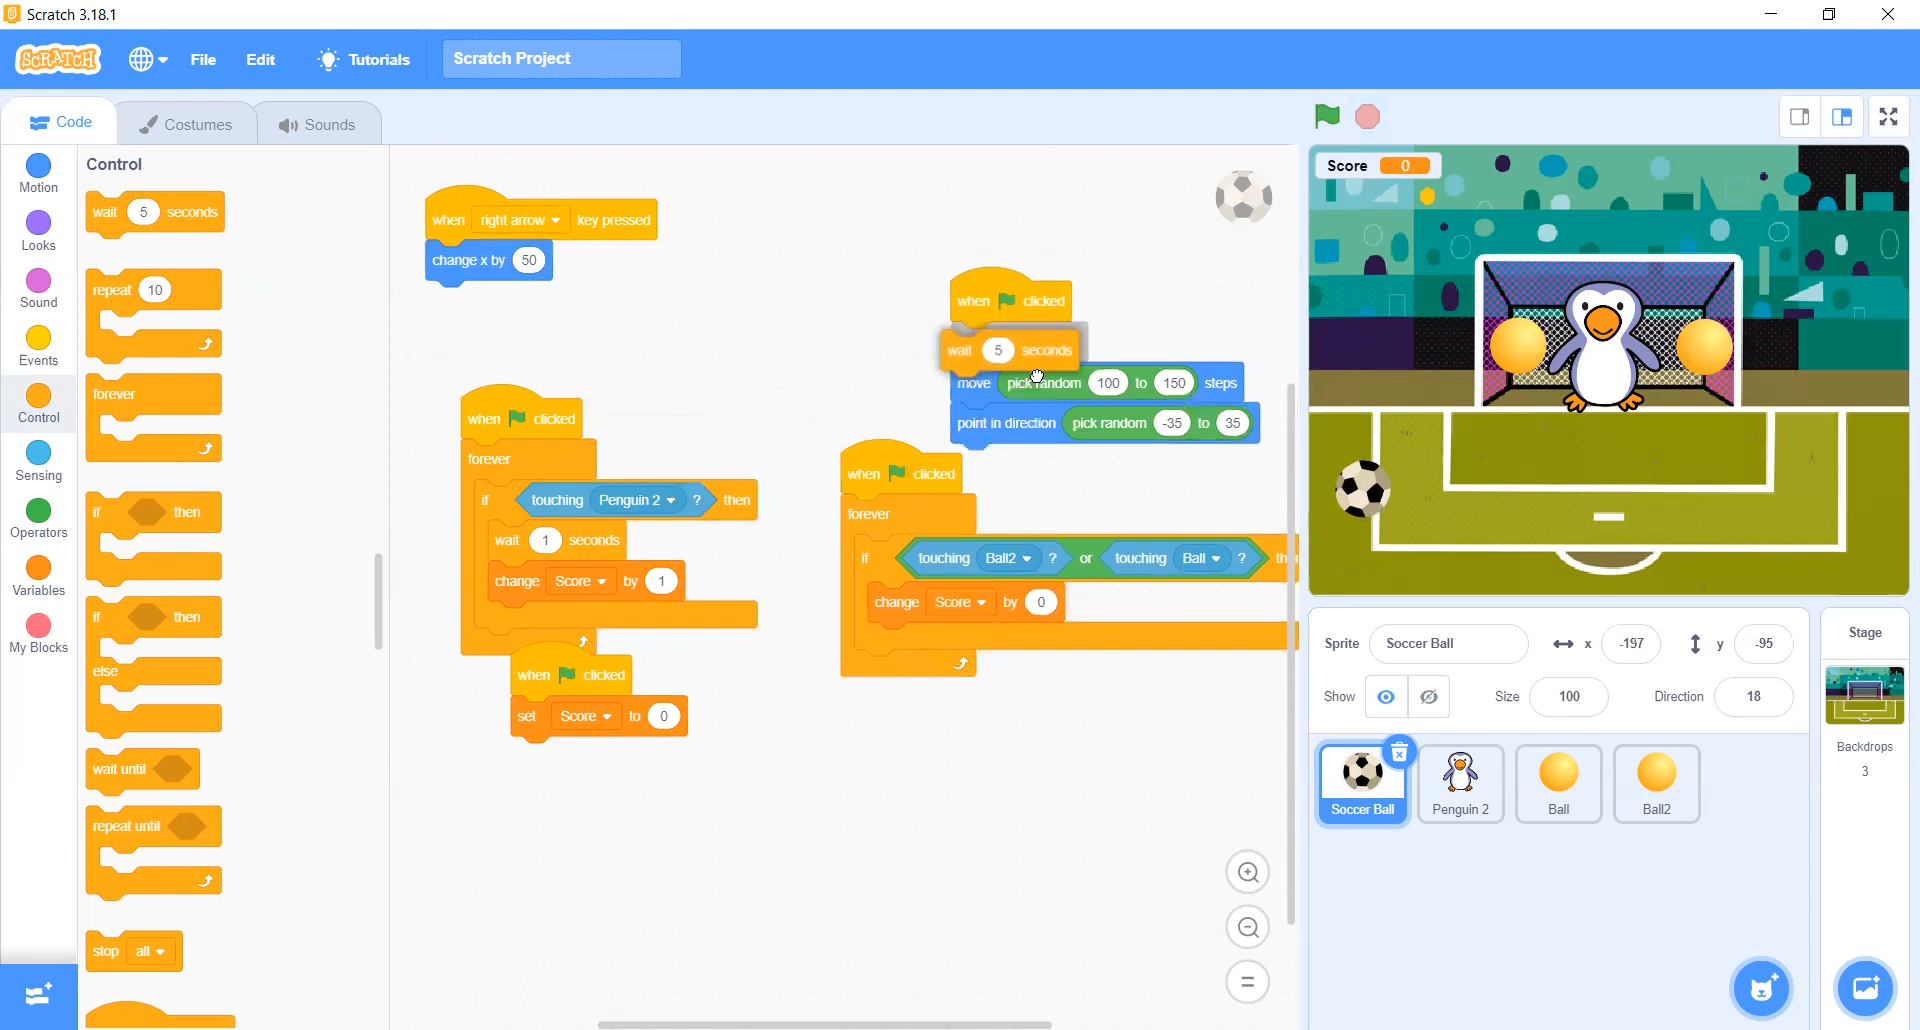 Scratch 3.18.1
SCRATCH
File
Edit
Tutorials
Scratch Project
Code
Costumes
Sounds
Motion
Looks
Sound
Events
Control
Sensing
Operators
Variables
My Blocks
Control
wait 5 seconds
repeat 10
forever
if then
if then
else
wait until
repeat until
stop all
when right arrow key pressed
change x by 50
when clicked
forever
if touching Penguin 2 ? then
wait 1 seconds
change Score by 1
when clicked
set Score to 0
when clicked
wait 5 seconds
move pick random 100 to 150 steps
point in direction pick random -35 to 35
when clicked
forever
if touching Ball2 ? or touching Ball ? th
change Score by 0
Score 0
Sprite Soccer Ball x -197 y -95
Show Size 100 Direction 18
Soccer Ball
Penguin 2
Ball
Ball2
Stage
Backdrops
3